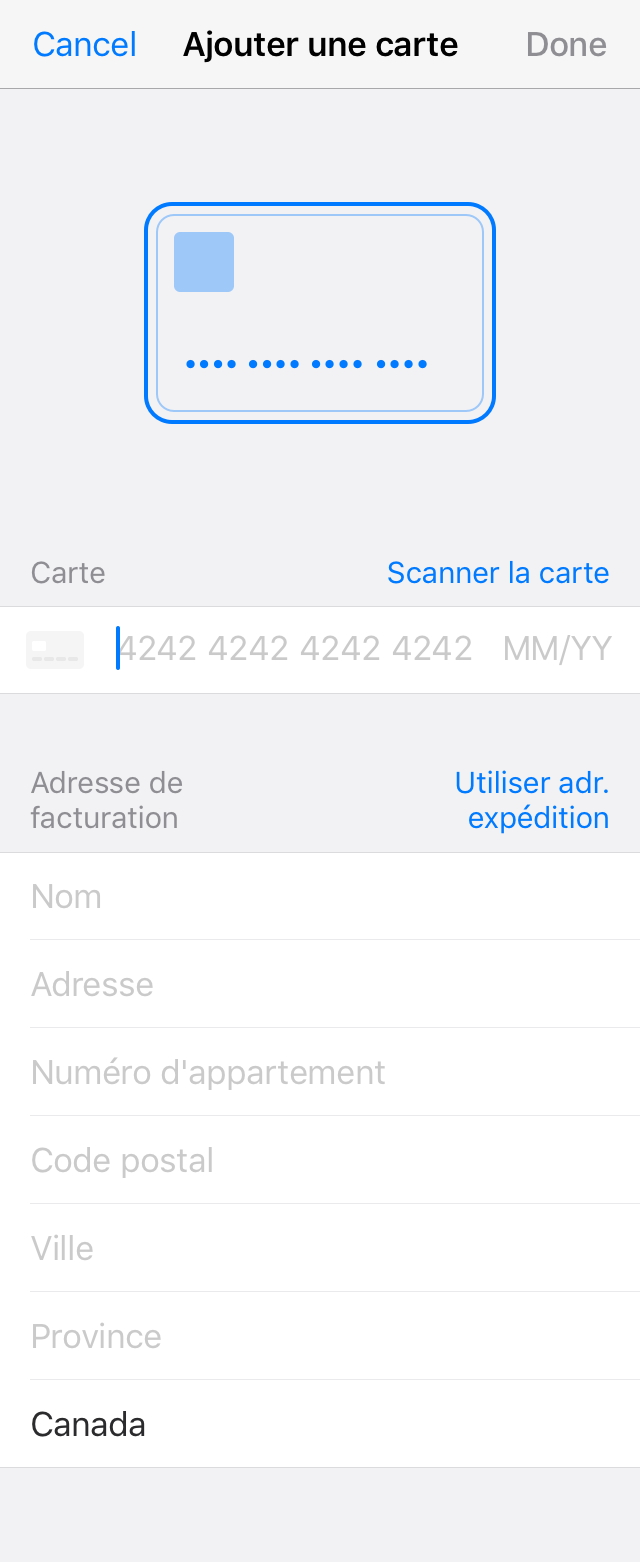 Cancel Ajouter une carte Done
Carte Scanner la carte
4242 4242 4242 4242 MM/YY
Adresse de facturation
Utiliser adr. expédition
Nom
Adresse
Numéro d'appartement
Code postal
Ville
Province
Canada